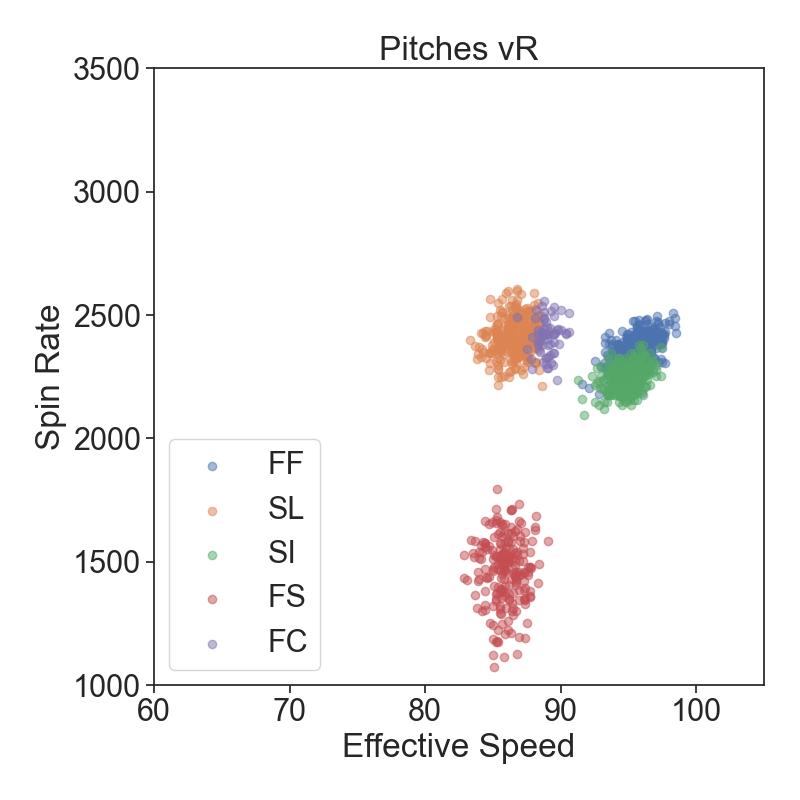 Pitches vR
3500
3000
2500
2000
1500
1000
Spin Rate
FF
SL
SI
FS
FC
60 70 80 90 100
Effective Speed